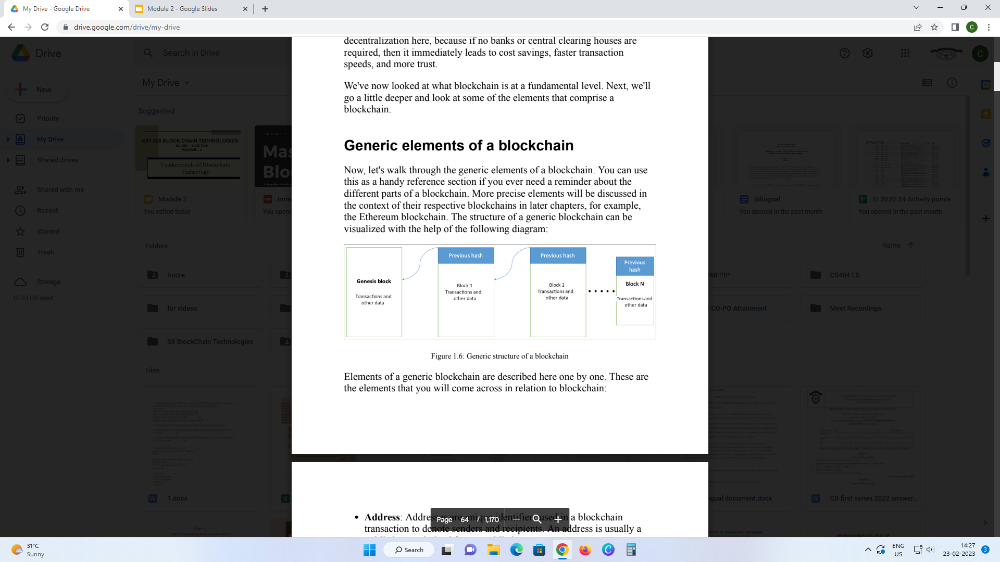 My Drive - Google Drive
Module 2 - Google Slides
drive.google.com/drive/my-drive
C
Drive
Search in Drive
C
New
Priority
My Drive
Shared drives
Shared with me
Recent
Starred
Trash
Storage
10.23 GB used
My Drive
Suggested
CST 428 BLOCK CHAIN TECHNOLOGIES
S8 CSE – ELECTIVE
MODULE – 2
Fundamentals of Blockchain
Technology
Module 2
You edited today
Mas
Blo
Imra
You opene
Bilingual
You opened in the past month
IT 2020-24 Activity points
You opened in the past month
Folders
Name
Accre
68 PIP
CS404 ES
for videos
CO-PO Attainment
Meet Recordings
S8 BlockChain Technologies
Files
1.docx
gual document.docx
CD first series 2022 answer...
decentralization here, because if no banks or central clearing houses are
required, then it immediately leads to cost savings, faster transaction
speeds, and more trust.
We've now looked at what blockchain is at a fundamental level. Next, we'll
go a little deeper and look at some of the elements that comprise a
blockchain.
Generic elements of a blockchain
Now, let's walk through the generic elements of a blockchain. You can use
this as a handy reference section if you ever need a reminder about the
different parts of a blockchain. More precise elements will be discussed in
the context of their respective blockchains in later chapters, for example,
the Ethereum blockchain. The structure of a generic blockchain can be
visualized with the help of the following diagram:
Genesis block
Transactions and
other data
Previous hash
Block 1
Transactions and
other data
Previous hash
Block 2
Transactions and
other data
Previous
hash
Block N
Transactions and
other data
Figure 1.6: Generic structure of a blockchain
Elements of a generic blockchain are described here one by one. These are
the elements that you will come across in relation to blockchain:
• Address: Addresses are unique identifiers used in a blockchain
transaction to denote senders and recipients. An address is usually a
Page 64 / 1,170
31°C
Sunny
Search
ENG
US
14:27
23-02-2023
3